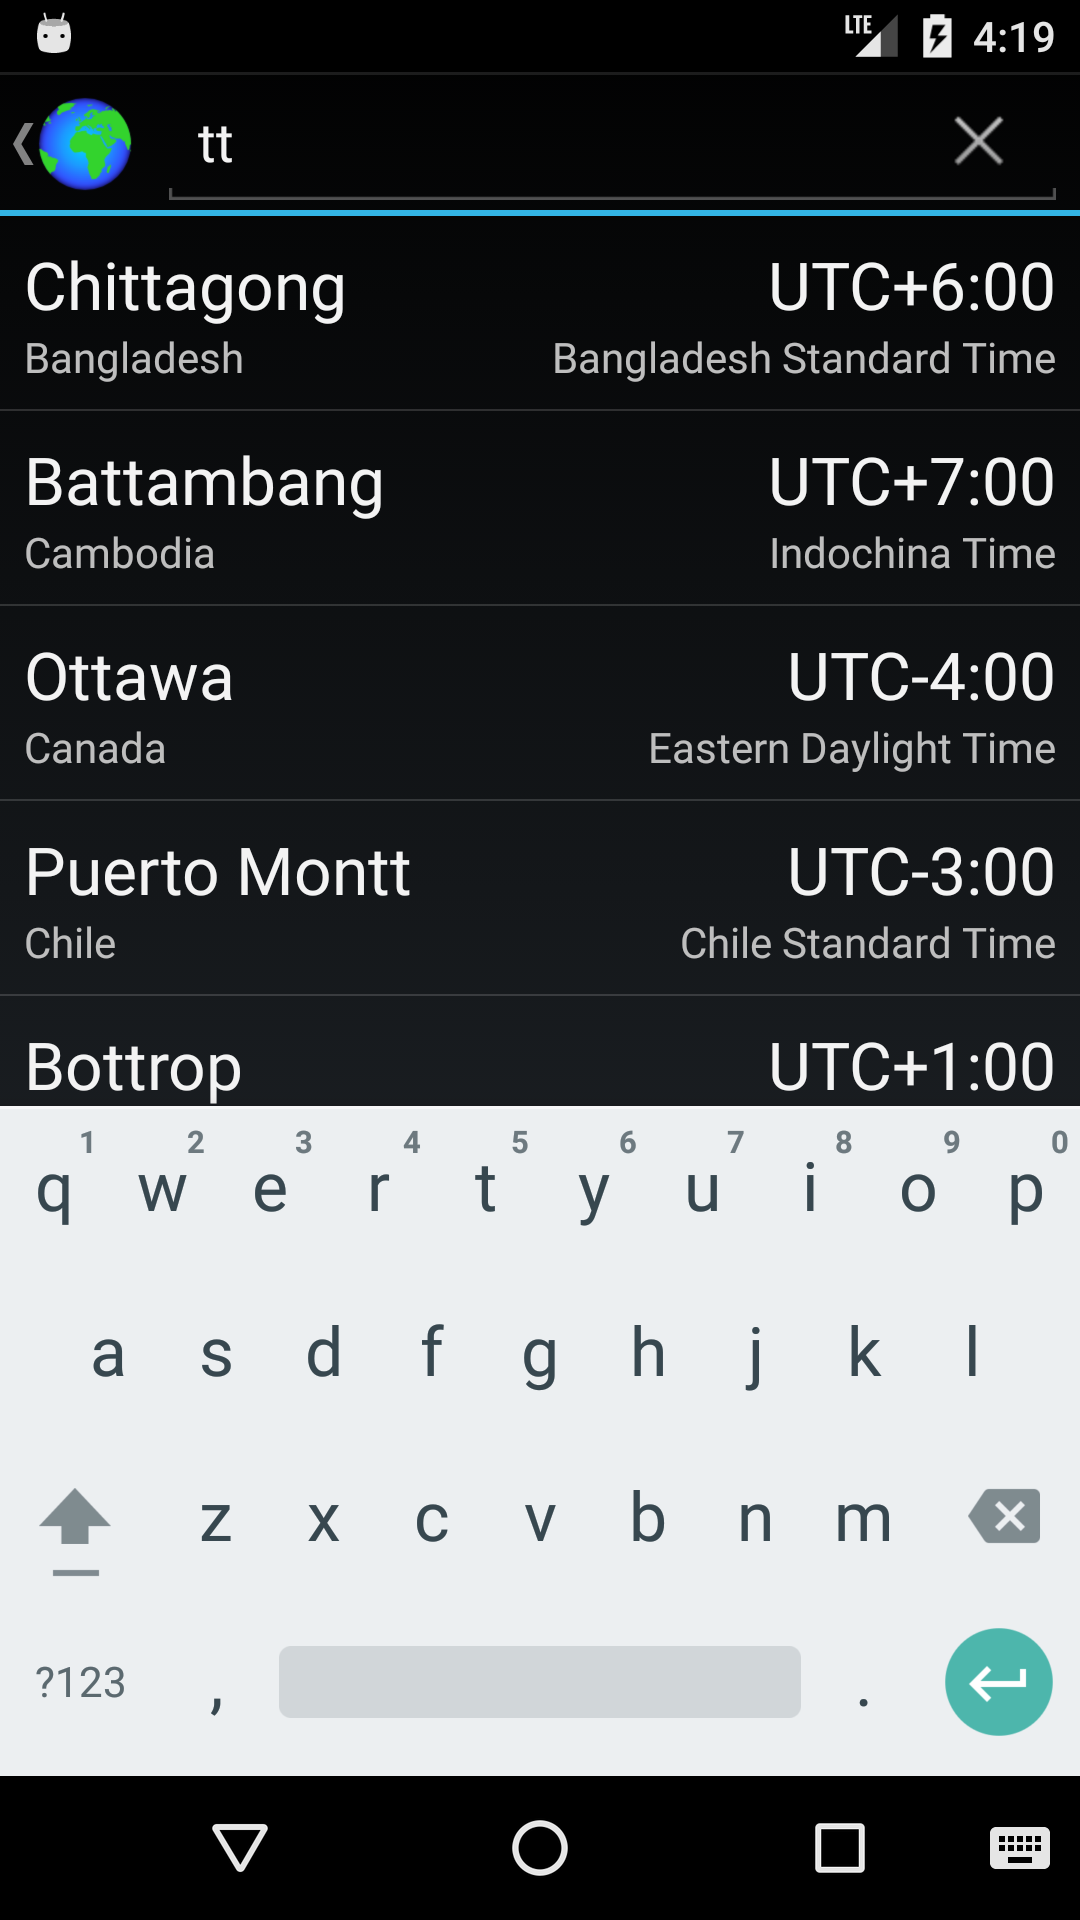 LTE 4:19
tt
Chittagong UTC+6:00
Bangladesh Bangladesh Standard Time
Battambang UTC+7:00
Cambodia Indochina Time
Ottawa UTC-4:00
Canada Eastern Daylight Time
Puerto Montt UTC-3:00
Chile Chile Standard Time
Bottrop UTC+1:00
1 2 3 4 5 6 7 8 9 0
q w e r t y u i o p
a s d f g h j k l
z x c v b n m
?123 , .